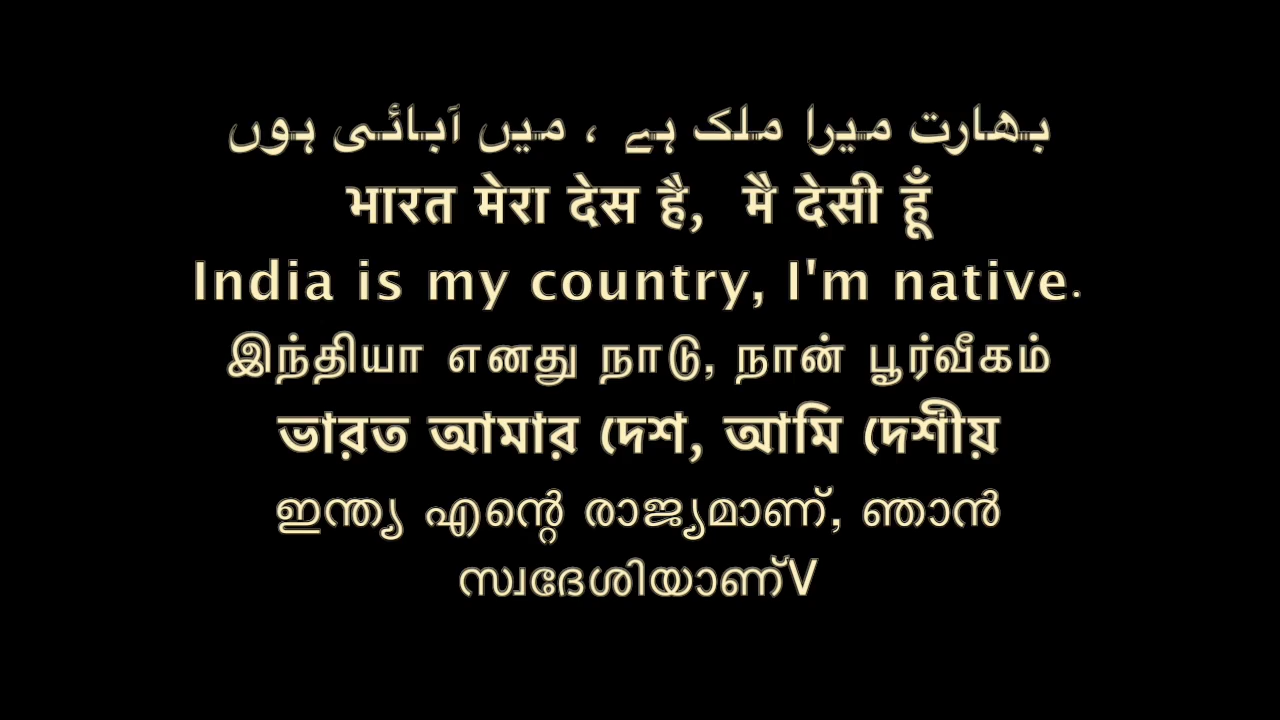 بھارت میرا ملک ہے ، میں آبائی ہوں
भारत मेरा देस है, मै देसी हूँ
India is my country, I'm native.
இந்தியா எனது நாடு, நான் பூர்வீகம்
ভারত আমার দেশ, আমি দেশীয়
ഇന്ത്യ എന്റെ രാജ്യമാണ്, ഞാൻ
സ്വദേശിയാണ്V